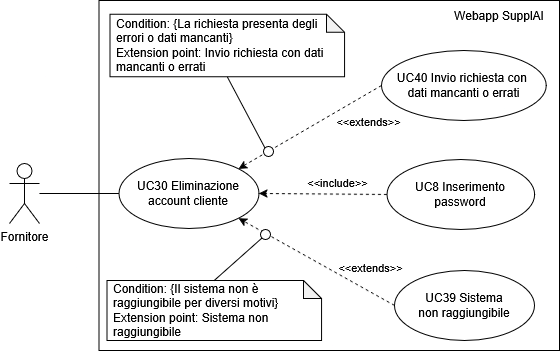 Webapp SupplAI
Condition: {La richiesta presenta degli
errori o dati mancanti}
Extension point: Invio richiesta con dati
mancanti o errati
UC40 Invio richiesta con
dati mancanti o errati
<<extends>>
UC30 Eliminazione
account cliente
<<include>>
UC8 Inserimento
password
Fornitore
<<extends>>
Condition: {Il sistema non è
raggiungibile per diversi motivi}
Extension point: Sistema non
raggiungibile
UC39 Sistema
non raggiungibile